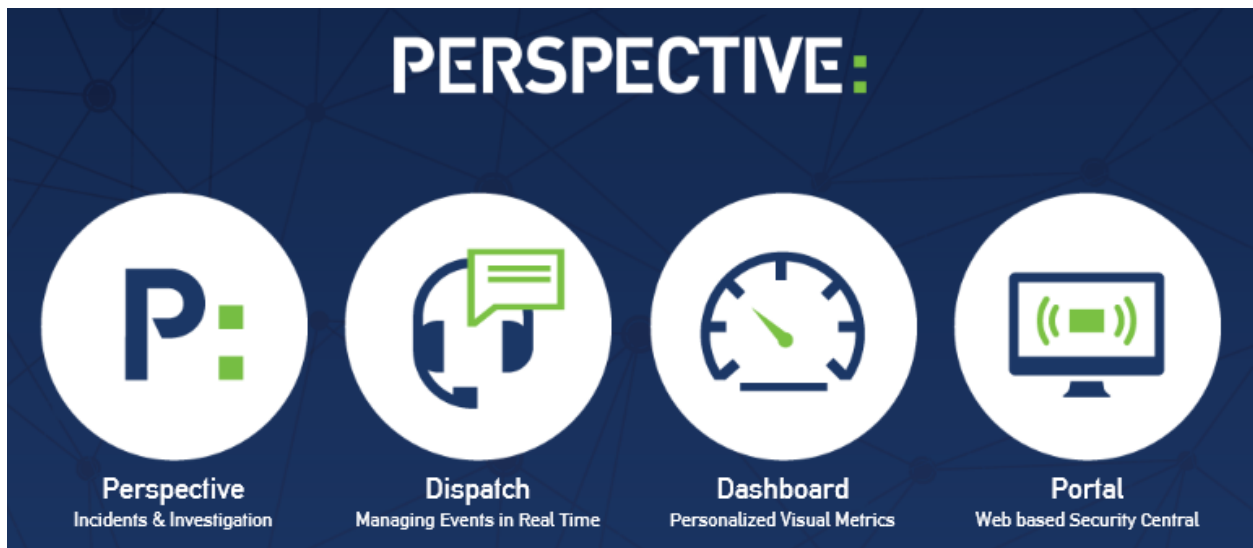 PERSPECTIVE:
P:
Perspective
Incidents & Investigation
Dispatch
Managing Events in Real Time
Dashboard
Personalized Visual Metrics
Portal
Web based Security Central